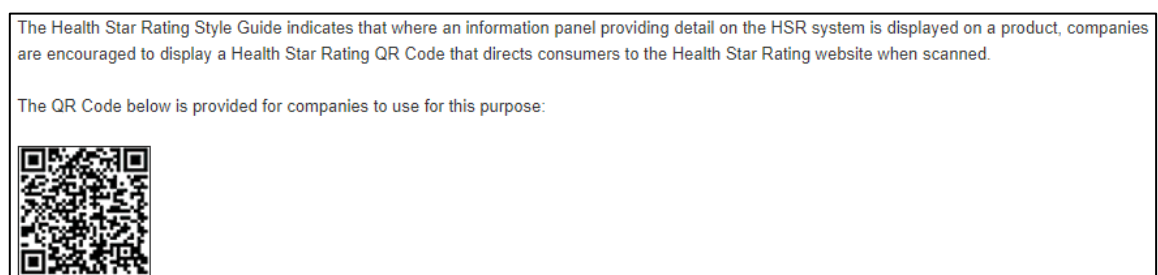 The Health Star Rating Style Guide indicates that where an information panel providing detail on the HSR system is displayed on a product, companies
are encouraged to display a Health Star Rating QR Code that directs consumers to the Health Star Rating website when scanned.
The QR Code below is provided for companies to use for this purpose: